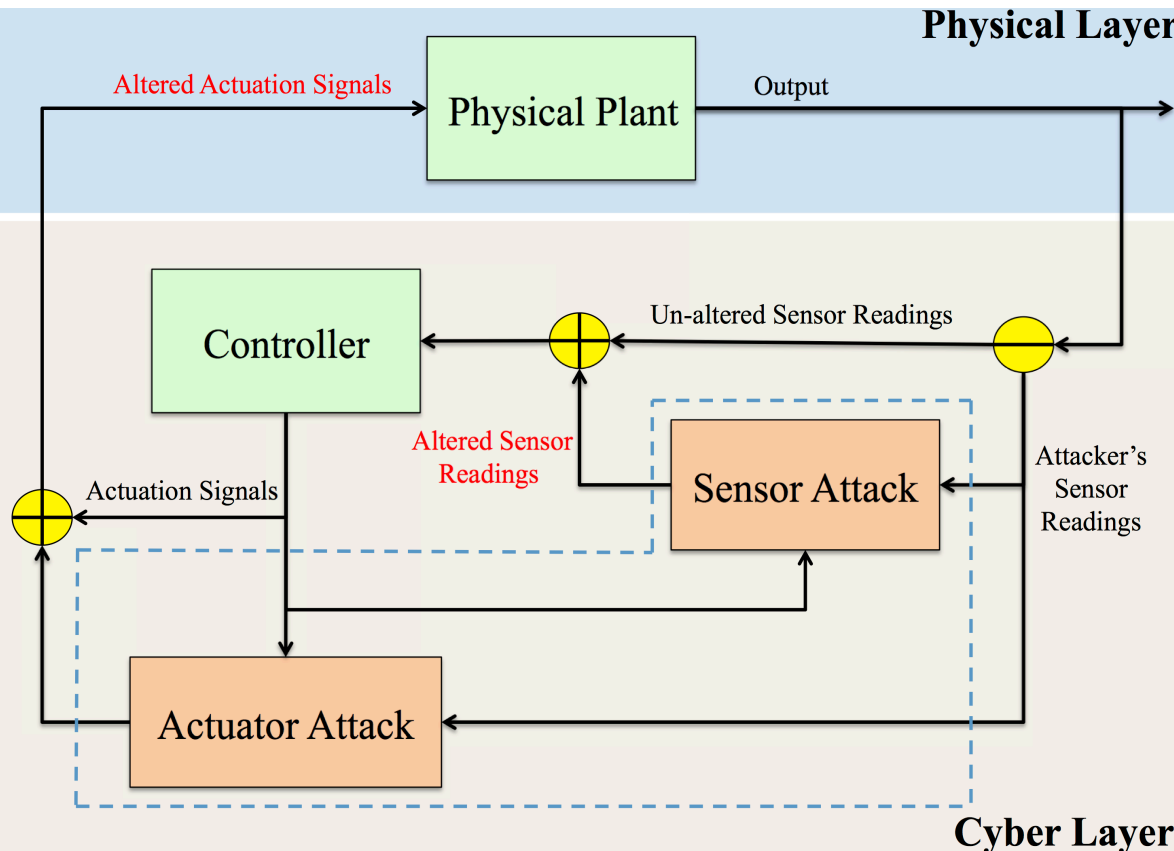 Physical Layer
Altered Actuation Signals
Physical Plant
Output
Controller
Un-altered Sensor Readings
Altered Sensor
Readings
Sensor Attack
Attacker’s
Sensor
Readings
Actuation Signals
Actuator Attack
Cyber Layer